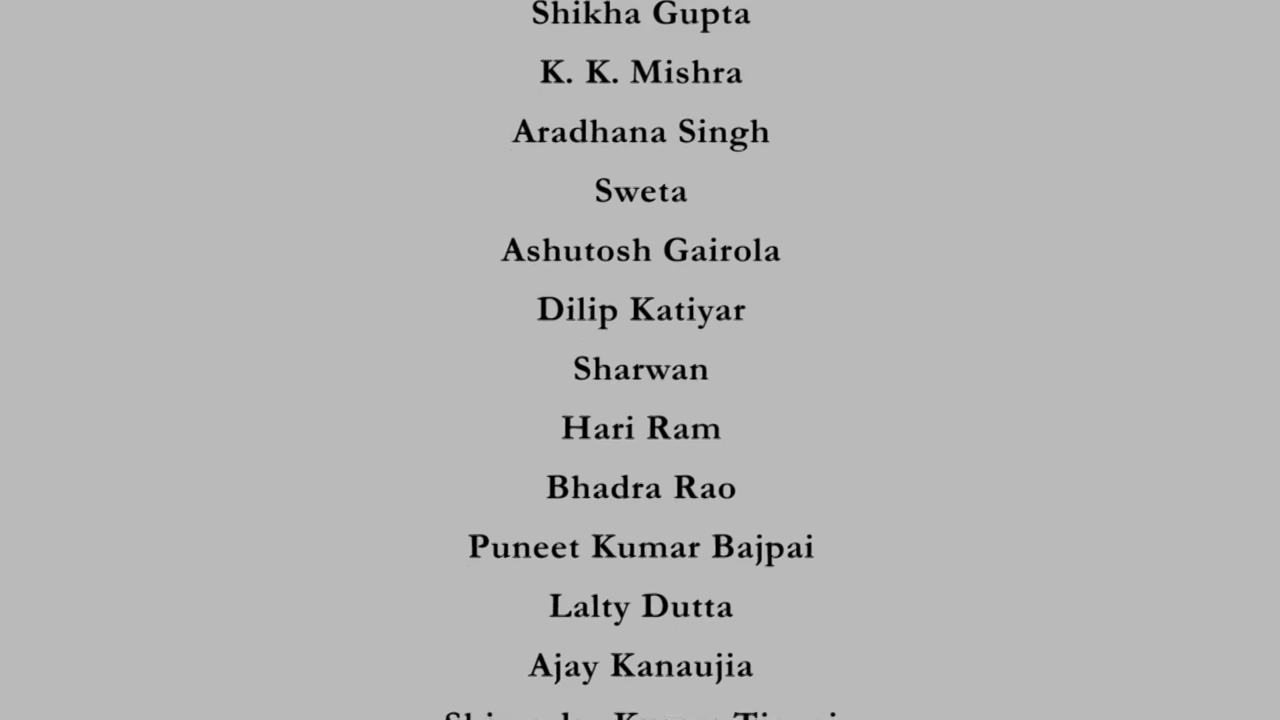 Shikha Gupta
K. K. Mishra
Aradhana Singh
Sweta
Ashutosh Gairola
Dilip Katiyar
Sharwan
Hari Ram
Bhadra Rao
Puneet Kumar Bajpai
Lalty Dutta
Ajay Kanaujia
Kumar